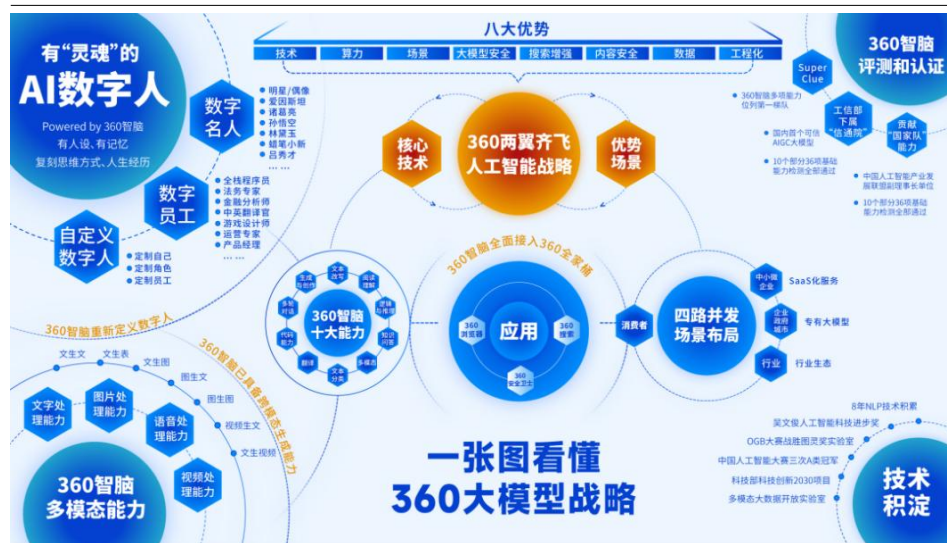 有“灵魂”的
AI数字人
Powered by 360智脑
有人设、有记忆
复刻思维方式、人生经历
数字
名人
明星/偶像
爱因斯坦
诸葛亮
孙悟空
林黛玉
蜡笔小新
吕秀才
... ...
数字
员工
全栈程序员
法务专家
金融分析师
中英翻译官
游戏设计师
运营专家
产品经理
... ...
自定义
数字人
定制自己
定制角色
定制员工
360智脑重新定义数字人
八大优势
技术
算力
场景
大模型安全
搜索增强
内容安全
数据
工程化
核心
技术
360两翼齐飞
人工智能战略
优势
场景
360智脑
评测和认证
Super
Clue
360智脑多项能力
位列第一梯队
工信部
下属
“信通院”
国内首个可信
AIGC大模型
10个部分36项基础
能力检测全部通过
贡献
“国家队”
能力
中国人工智能产业发
展联盟副理事长单位
10个部分36项基础
能力检测全部通过
360智脑
十大能力
生成
与创作
文本
改写
阅读
理解
逻辑
与推理
知识
问答
多模态
文本
分类
翻译
代码
能力
多轮
对话
360智脑全面接入360全家桶
应用
360
浏览器
360
搜索
360
安全卫士
消费者
四路并发
场景布局
中小微
企业
SaaS化服务
企业
政府
城市
专有大模型
行业
行业生态
360智脑已具备跨模态生成能力
文生文
文生表
文生图
图生文
图生图
视频生文
文生视频
文字处
理能力
图片处
理能力
语音处
理能力
视频处
理能力
360智脑
多模态能力
一张图看懂
360大模型战略
8年NLP技术积累
吴文俊人工智能科技进步奖
OGB大赛战胜图灵奖实验室
中国人工智能大赛三次A类冠军
科技部科技创新2030项目
多模态大数据开放实验室
技术
积淀